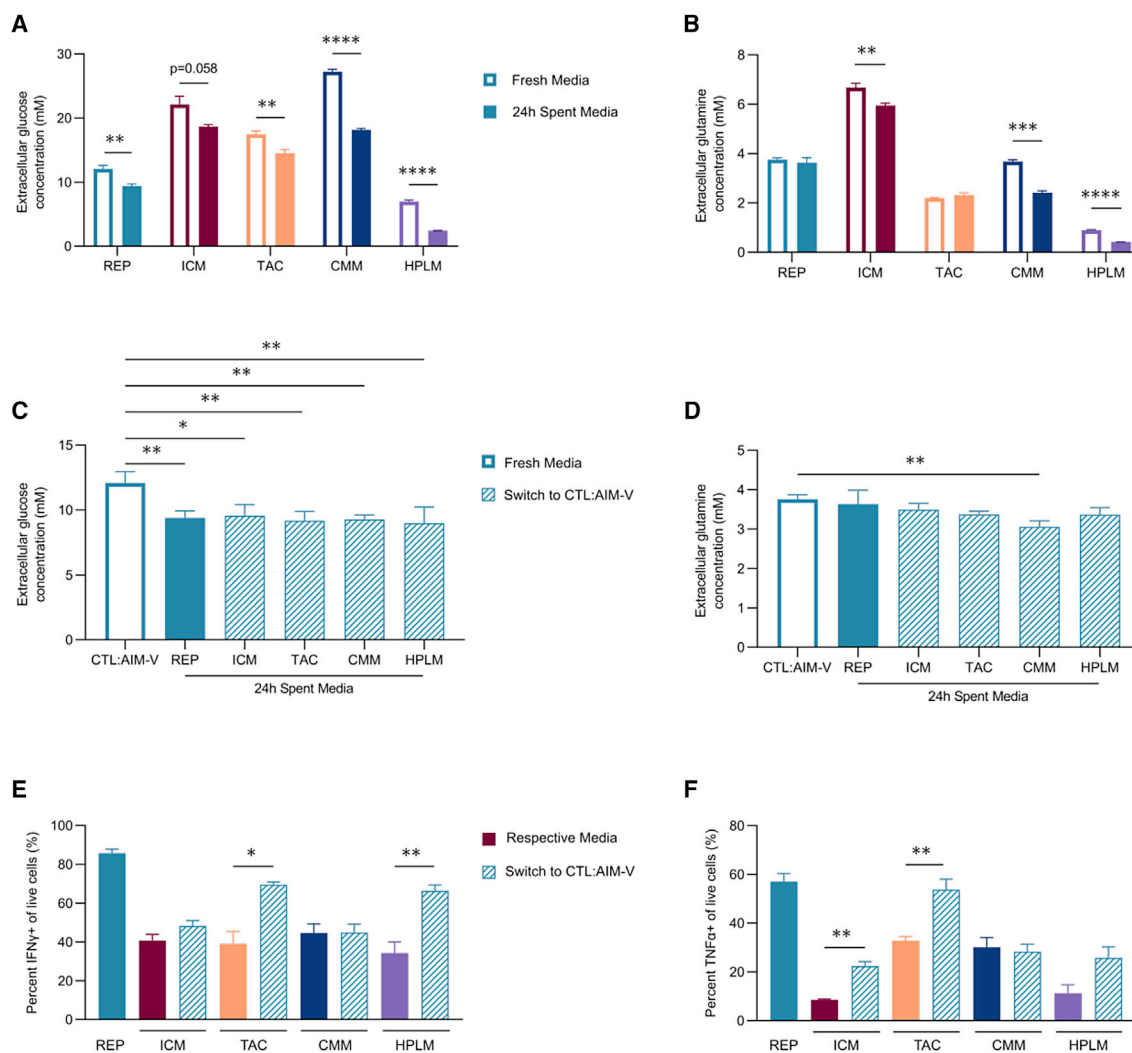 A
Extracellular glucose
concentration (mM)
30
20
10
0
**
p=0.058
**
****
****
REP
ICM
TAC
CMM
HPLM
Fresh Media
24h Spent Media
B
Extracellular glutamine
concentration (mM)
8
6
4
2
0
**
***
****
REP
ICM
TAC
CMM
HPLM
C
Extracellular glucose
concentration (mM)
15
10
5
0
**
**
**
*
**
CTL:AIM-V
REP
ICM
TAC
CMM
HPLM
24h Spent Media
Fresh Media
Switch to CTL:AIM-V
D
Extracellular glutamine
concentration (mM)
5
4
3
2
1
0
**
CTL:AIM-V
REP
ICM
TAC
CMM
HPLM
24h Spent Media
E
Percent IFNγ+ of live cells (%)
100
80
60
40
20
0
*
**
REP
ICM
TAC
CMM
HPLM
Respective Media
Switch to CTL:AIM-V
F
Percent TNFα+ of live cells (%)
80
60
40
20
0
**
**
REP
ICM
TAC
CMM
HPLM